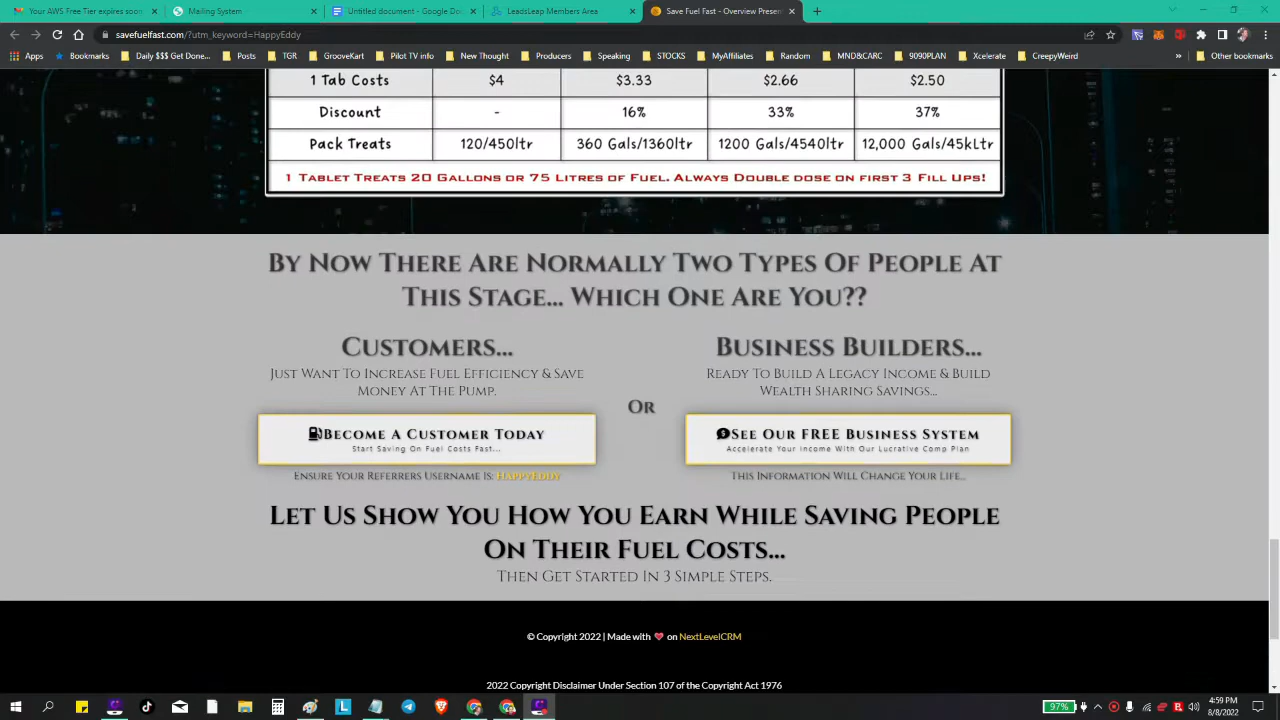 Your AWS Free Tier expires soon
Mailing System
Untitled document - Google Do
LeadsLeap Members Area
Save Fuel Fast - Overview Presen
savefuelfast.com/?utm_keyword=HappyEddy
Apps
Bookmarks
Daily $$$ Get Done...
Posts
TGR
GrooveKart
Pilot TV info
New Thought
Producers
Speaking
STOCKS
MyAffiliates
Random
MND&CARC
9090PLAN
Xcelerate
CreepyWeird
»
Other bookmarks
1 Tab Costs $4 $3.33 $2.66 $2.50
Discount - 16% 33% 37%
Pack Treats 120/450ltr 360 Gals/1360ltr 1200 Gals/4540ltr 12,000 Gals/45kLtr
1 Tablet Treats 20 Gallons or 75 Litres of Fuel. Always Double dose on first 3 Fill Ups!
By Now There Are Normally Two Types Of People At
This Stage... Which One Are You??
Customers...
Just Want To Increase Fuel Efficiency & Save
Money At The Pump.
Become A Customer Today
Start Saving On Fuel Costs Fast...
Ensure Your Referrers Username Is: HappyEddy
Or
Business Builders...
Ready To Build A Legacy Income & Build
Wealth Sharing Savings...
See Our FREE Business System
Accelerate Your Income With Our Lucrative Comp Plan
This Information Will Change Your Life...
Let Us Show You How You Earn While Saving People
On Their Fuel Costs...
Then Get Started In 3 Simple Steps.
© Copyright 2022 | Made with ❤ on NextLevelCRM
2022 Copyright Disclaimer Under Section 107 of the Copyright Act 1976
97%
4:59 PM
8/8/2022